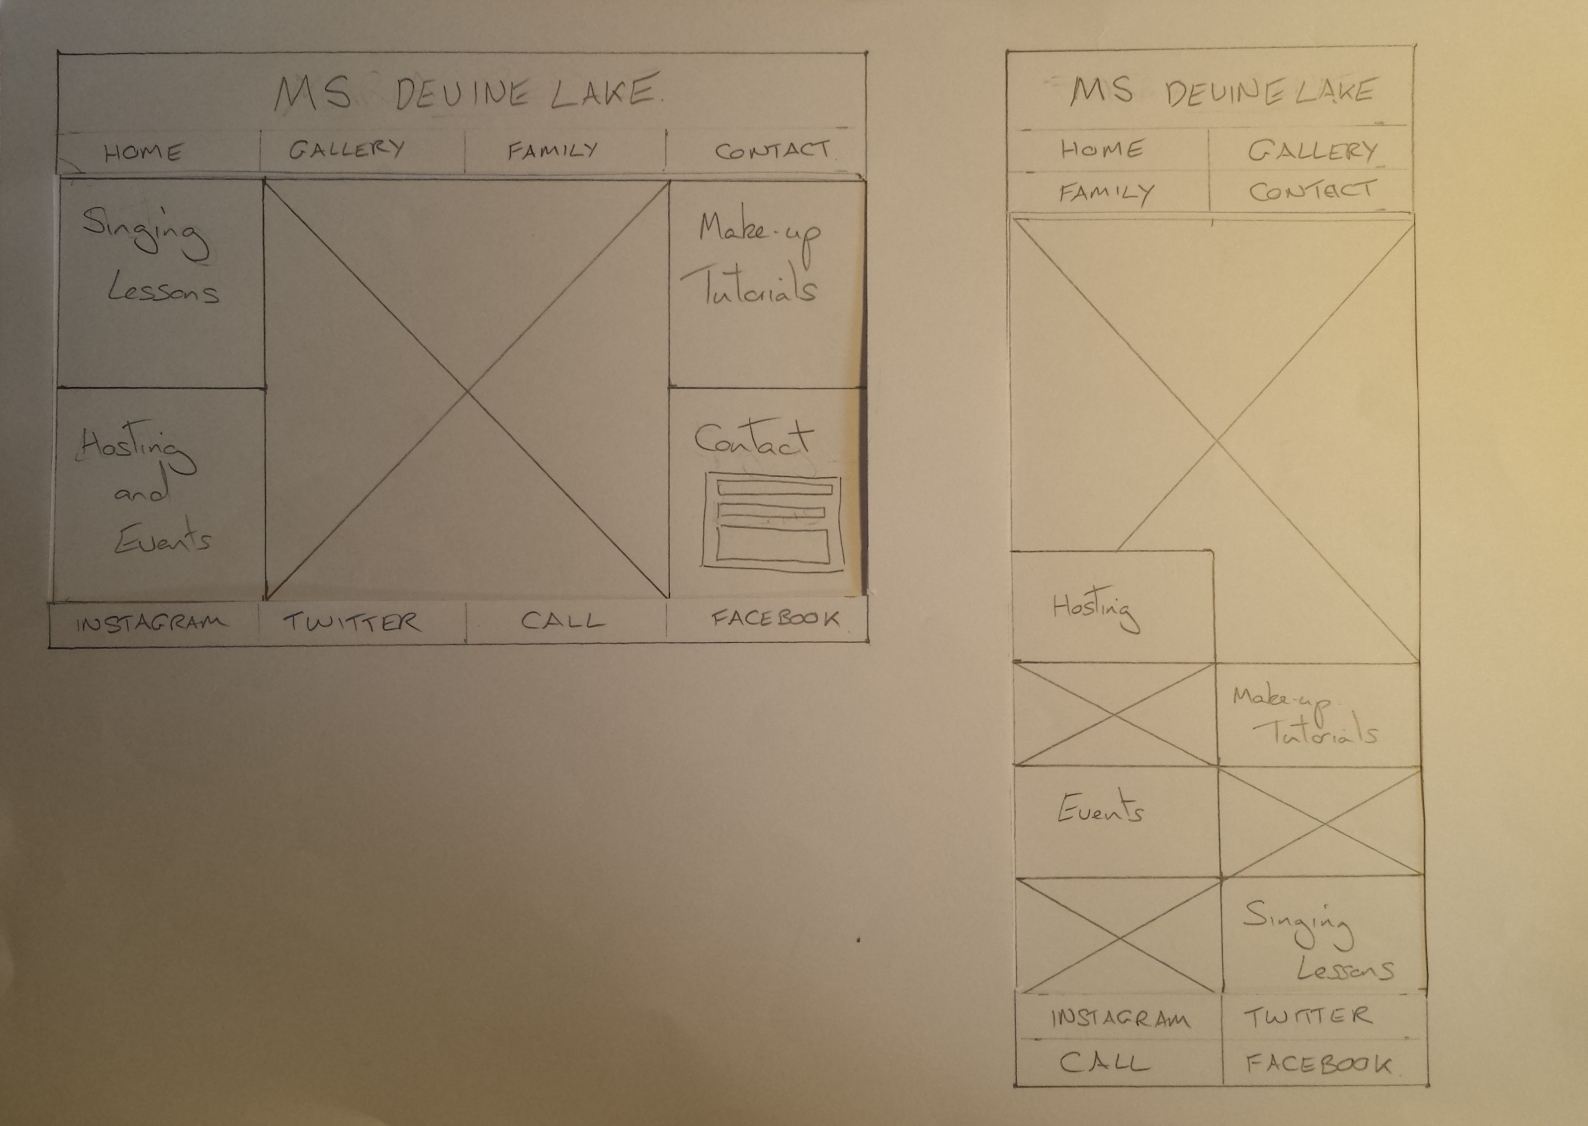 MS DEVINE LAKE.
HOME GALLERY FAMILY CONTACT
Singing
Lessons
Make-up
Tutorials
Hosting
and
Events
Contact
INSTAGRAM TWITTER CALL FACEBOOK
MS DEVINE LAKE
HOME GALLERY
FAMILY CONTACT
Hosting
Make-up
Tutorials
Events
Singing
Lessons
INSTAGRAM TWITTER
CALL FACEBOOK